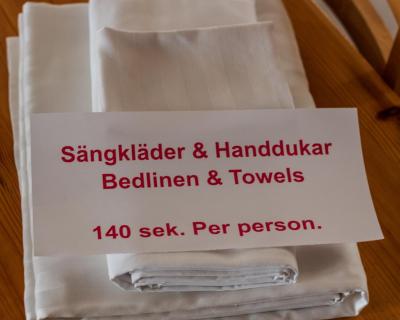 Sängkläder & Handdukar
Bedlinen & Towels
140 sek. Per person.